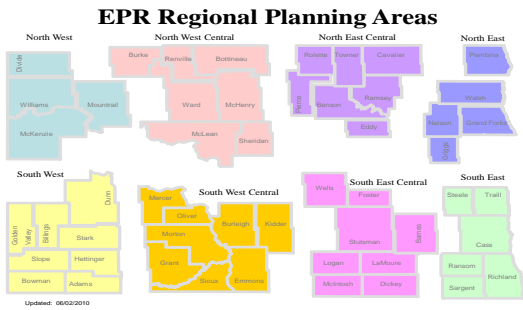 EPR Regional Planning Areas
North West
North West Central
North East Central
North East
Divide
Williams
Mountrail
McKenzie
Burke
Renville
Bottineau
Ward
McHenry
McLean
Sheridan
Rolette
Towner
Cavalier
Pierce
Benson
Ramsey
Eddy
Pembina
Walsh
Nelson
Grand Forks
Griggs
South West
South West Central
South East Central
South East
Dunn
Golden
Valley
Billings
Stark
Slope
Hettinger
Bowman
Adams
Mercer
Oliver
Burleigh
Kidder
Morton
Grant
Sioux
Emmons
Wells
Foster
Stutsman
Barnes
Logan
LaMoure
McIntosh
Dickey
Steele
Traill
Cass
Ransom
Richland
Sargent
Updated: 06/02/2010